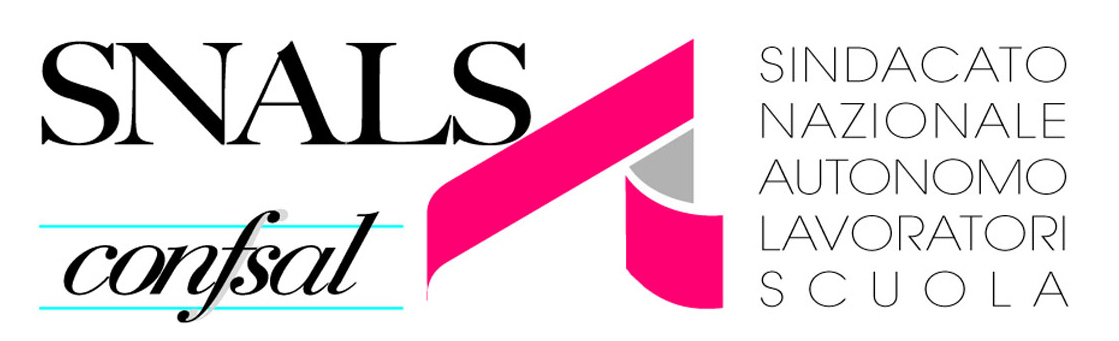 SNALS
confsal
SINDACATO
NAZIONALE
AUTONOMO
LAVORATORI
SCUOLA